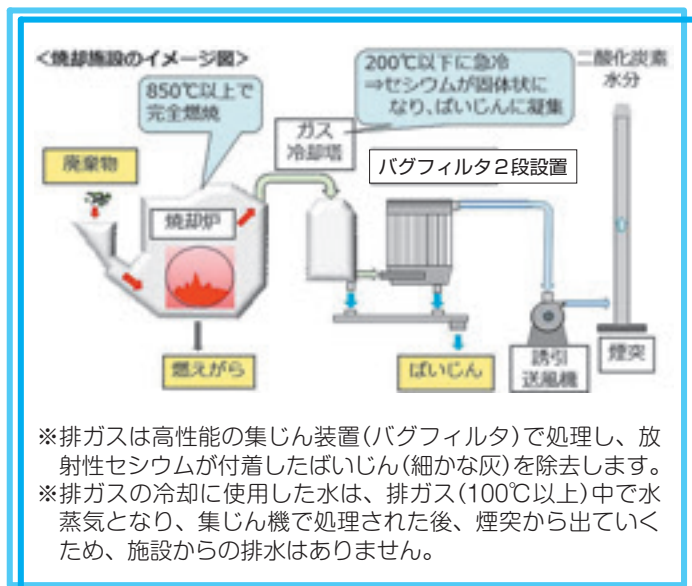 <焼却施設のイメージ図>
850℃以上で
完全燃焼
200℃以下に急冷
⇒セシウムが固体状に
なり、ばいじんに凝集
二酸化炭素
水分
ガス
冷却塔
バグフィルタ2段設置
廃棄物
焼却炉
燃えがら
ばいじん
誘引
送風機
煙突
※排ガスは高性能の集じん装置(バグフィルタ)で処理し、放
射性セシウムが付着したばいじん(細かな灰)を除去します。
※排ガスの冷却に使用した水は、排ガス(100℃以上)中で水
蒸気となり、集じん機で処理された後、煙突から出ていく
ため、施設からの排水はありません。